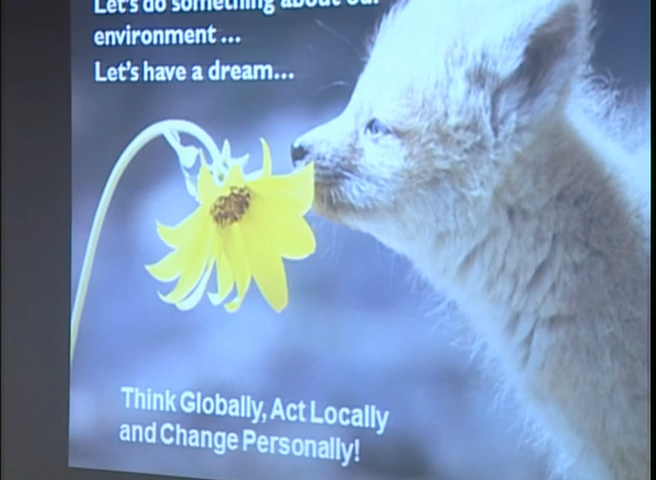 Let's do something about our
environment ...
Let's have a dream...
Think Globally, Act Locally
and Change Personally!